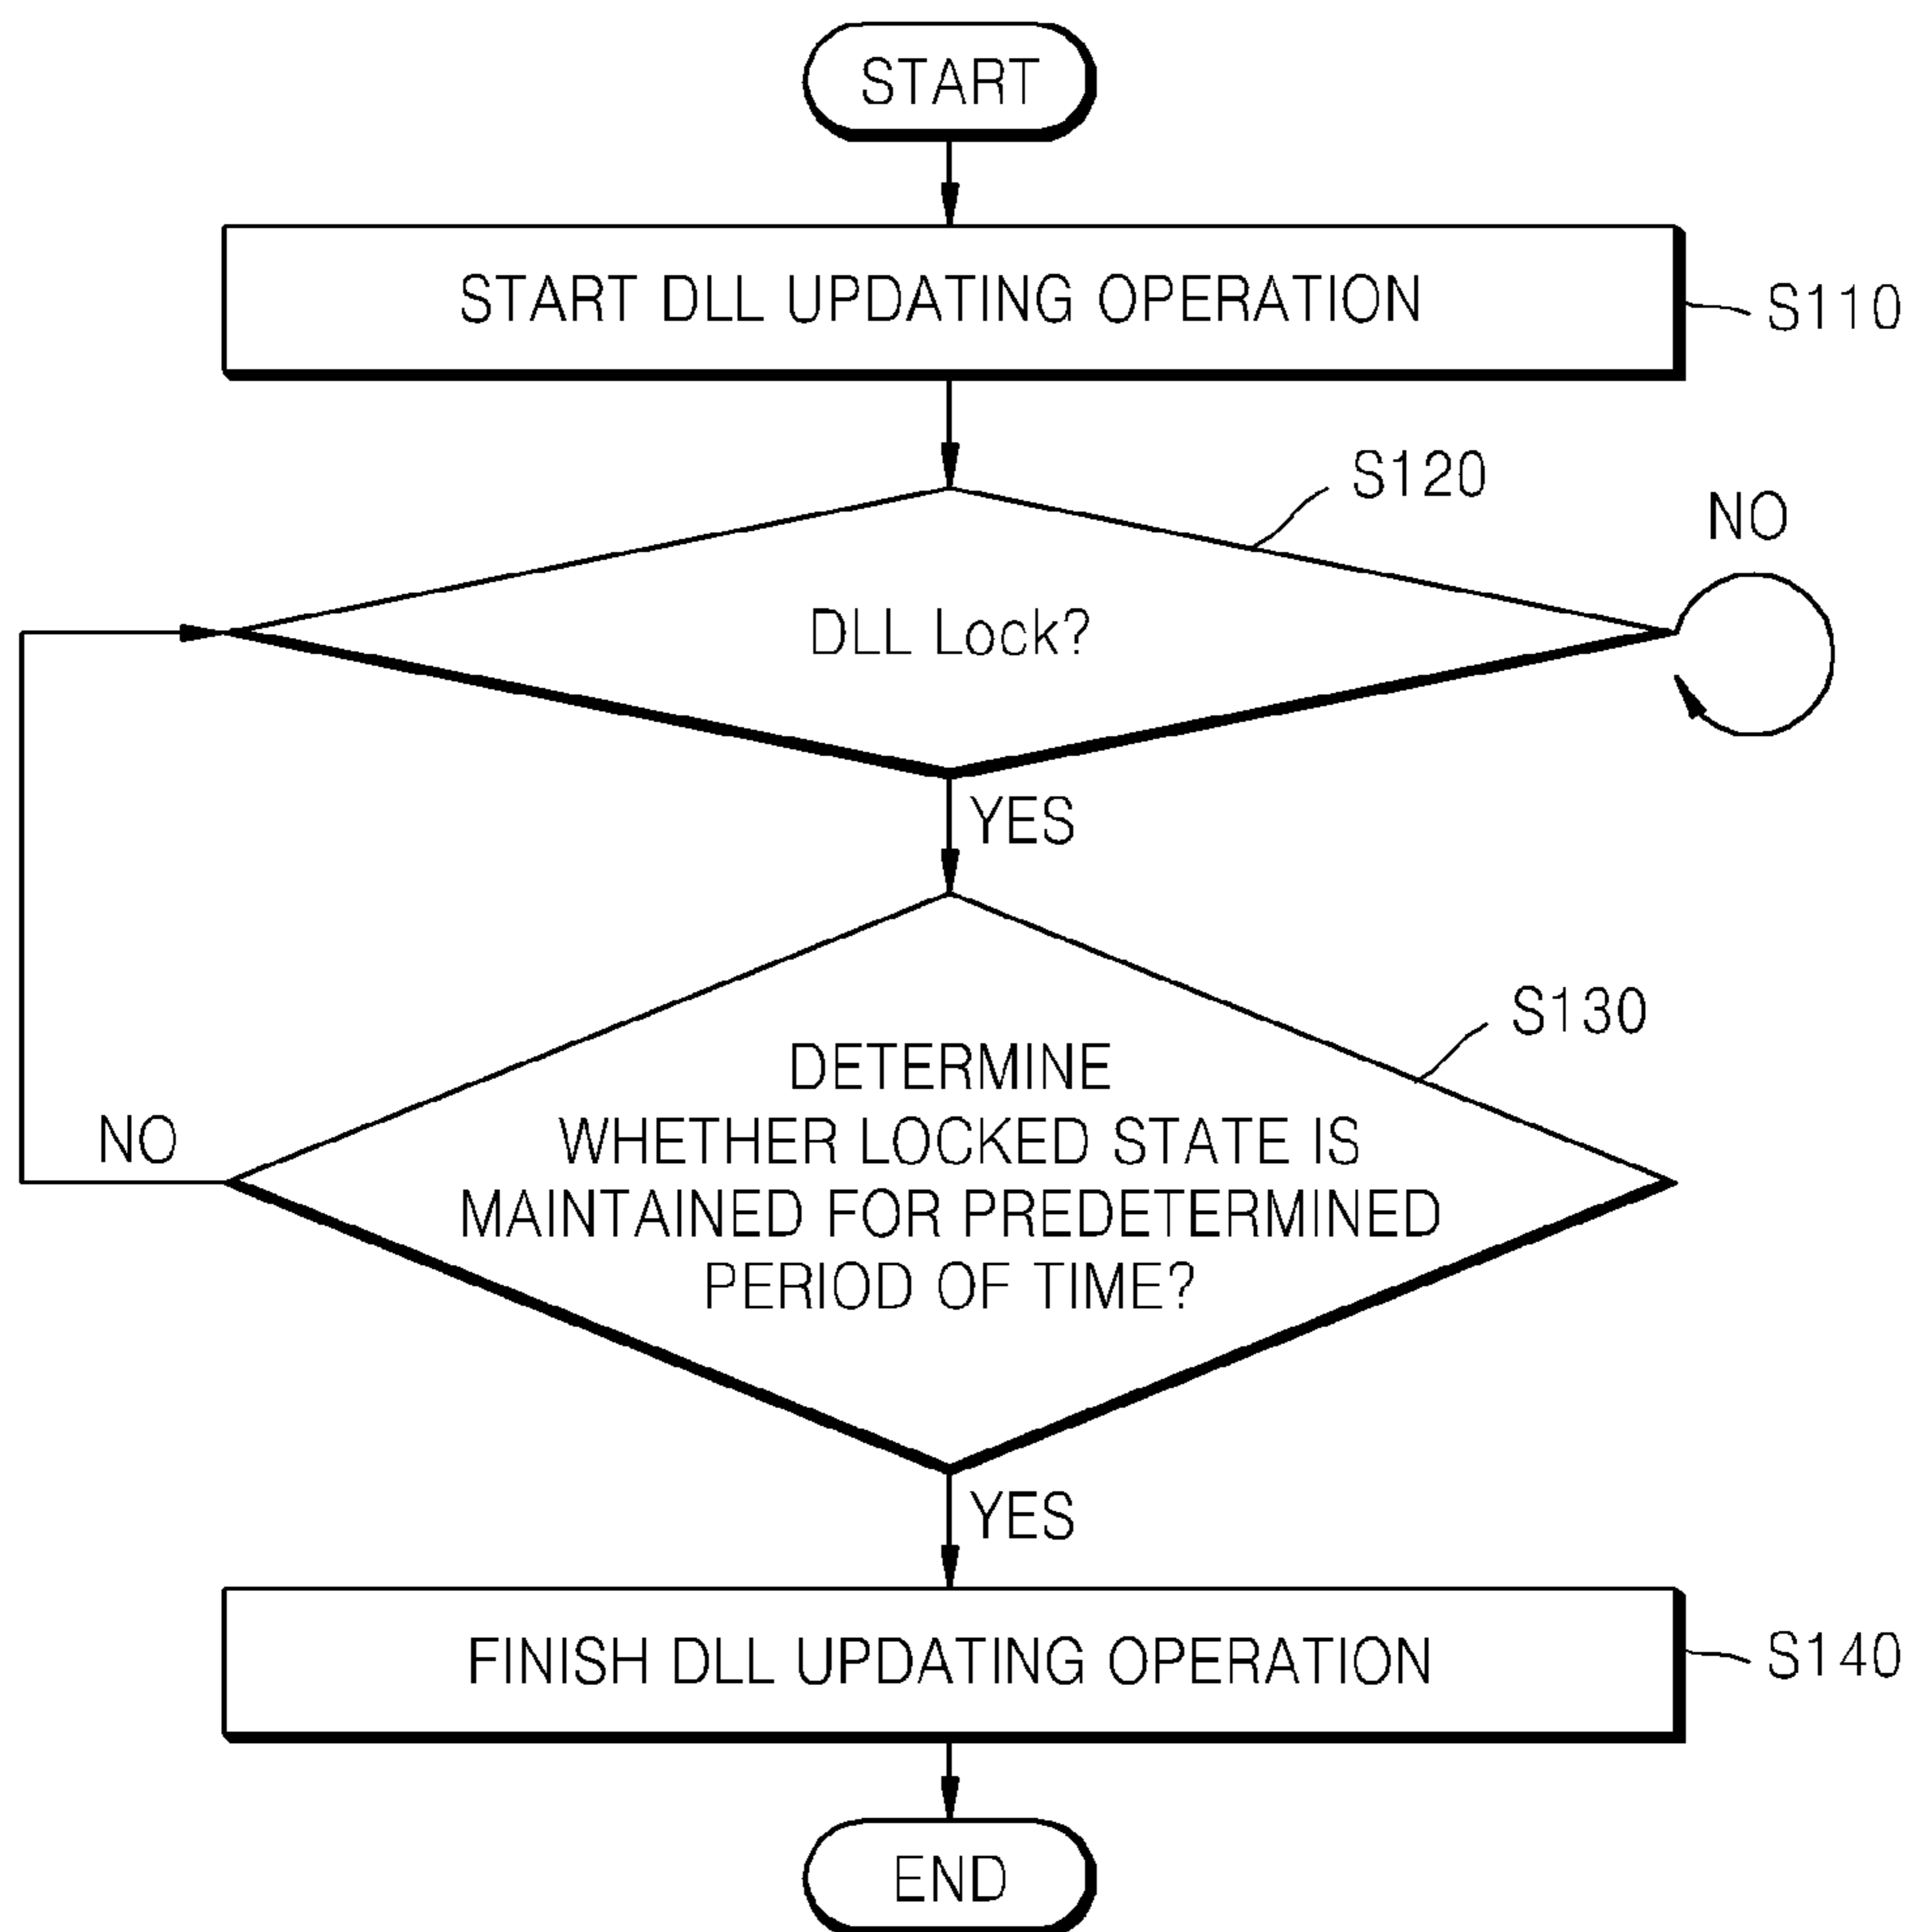 START
START DLL UPDATING OPERATION
S110
S120
NO
DLL Lock?
YES
S130
DETERMINE
WHETHER LOCKED STATE IS
MAINTAINED FOR PREDETERMINED
PERIOD OF TIME?
NO
YES
FINISH DLL UPDATING OPERATION
S140
END